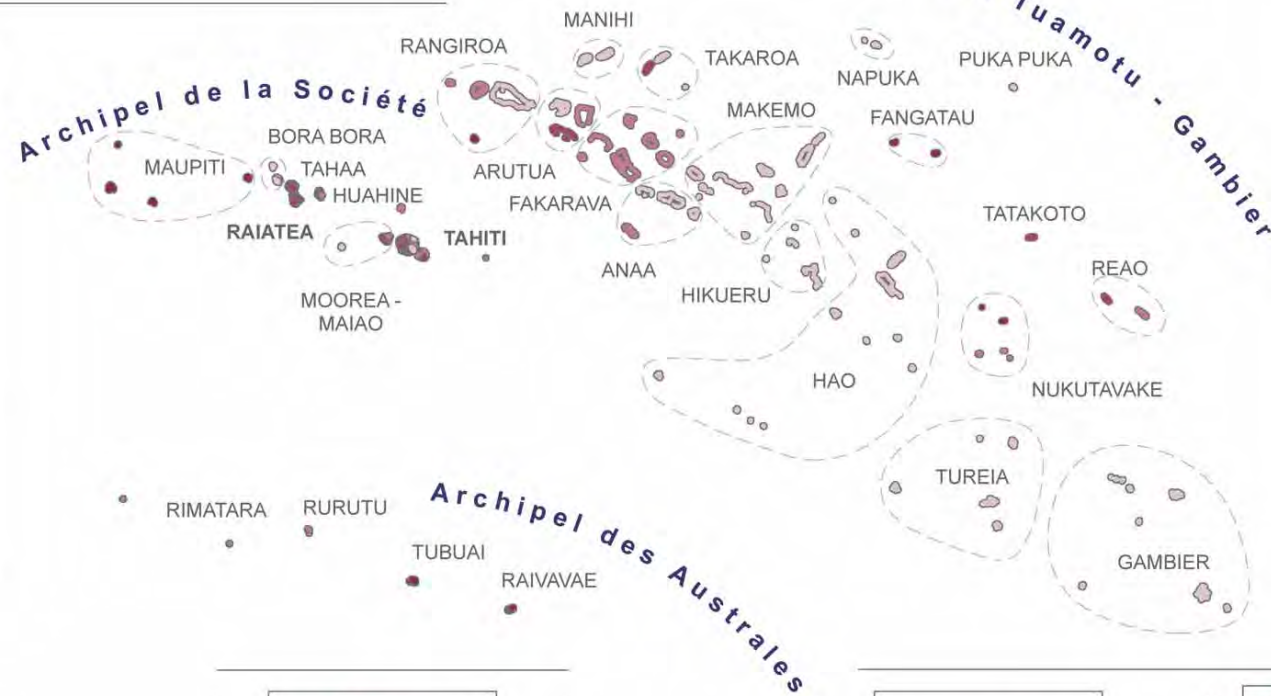 MANIHI
RANGIROA
TAKAROA
NAPUKA
PUKA PUKA
Tuamotu - Gambier
Archipel de la Société
MAKEMO
FANGATAU
BORA BORA
MAUPITI
TAHAA
ARUTUA
HUAHINE
FAKARAVA
TATAKOTO
RAIATEA
TAHITI
ANAA
REAO
HIKUERU
MOOREA -
MAIAO
HAO
NUKUTAVAKE
TUREIA
Archipel des Australes
RIMATARA
RURUTU
TUBUAI
GAMBIER
RAIVAVAE